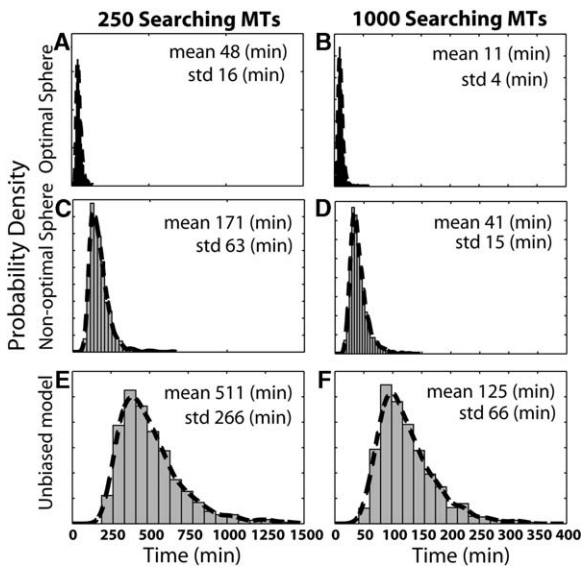 250 Searching MTs
1000 Searching MTs
Probability Density
Optimal Sphere
A
mean 48 (min)
std 16 (min)
B
mean 11 (min)
std 4 (min)
Non-optimal Sphere
C
mean 171 (min)
std 63 (min)
D
mean 41 (min)
std 15 (min)
Unbiased model
E
mean 511 (min)
std 266 (min)
F
mean 125 (min)
std 66 (min)
0 250 500 750 1000 1250 1500
0 50 100 150 200 250 300 350 400
Time (min)
Time (min)